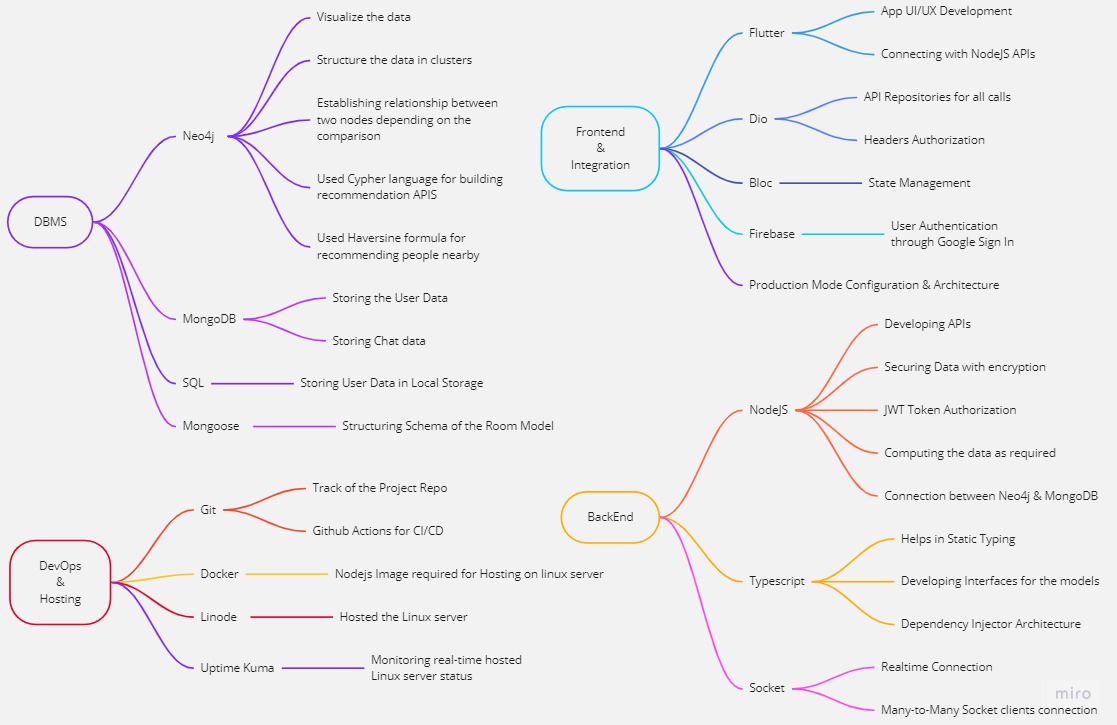 DBMS
Neo4j
Visualize the data
Structure the data in clusters
Establishing relationship between
two nodes depending on the
comparison
Used Cypher language for building
recommendation APIS
Used Haversine formula for
recommending people nearby
MongoDB
Storing the User Data
Storing Chat data
SQL
Storing User Data in Local Storage
Mongoose
Structuring Schema of the Room Model
DevOps
&
Hosting
Git
Track of the Project Repo
Github Actions for CI/CD
Docker
Nodejs Image required for Hosting on linux server
Linode
Hosted the Linux server
Uptime Kuma
Monitoring real-time hosted
Linux server status
Frontend
&
Integration
Flutter
App UI/UX Development
Connecting with NodeJS APIs
Dio
API Repositories for all calls
Headers Authorization
Bloc
State Management
Firebase
User Authentication
through Google Sign In
Production Mode Configuration & Architecture
BackEnd
NodeJS
Developing APIs
Securing Data with encryption
JWT Token Authorization
Computing the data as required
Connection between Neo4j & MongoDB
Typescript
Helps in Static Typing
Developing Interfaces for the models
Dependency Injector Architecture
Socket
Realtime Connection
Many-to-Many Socket clients connection
miro